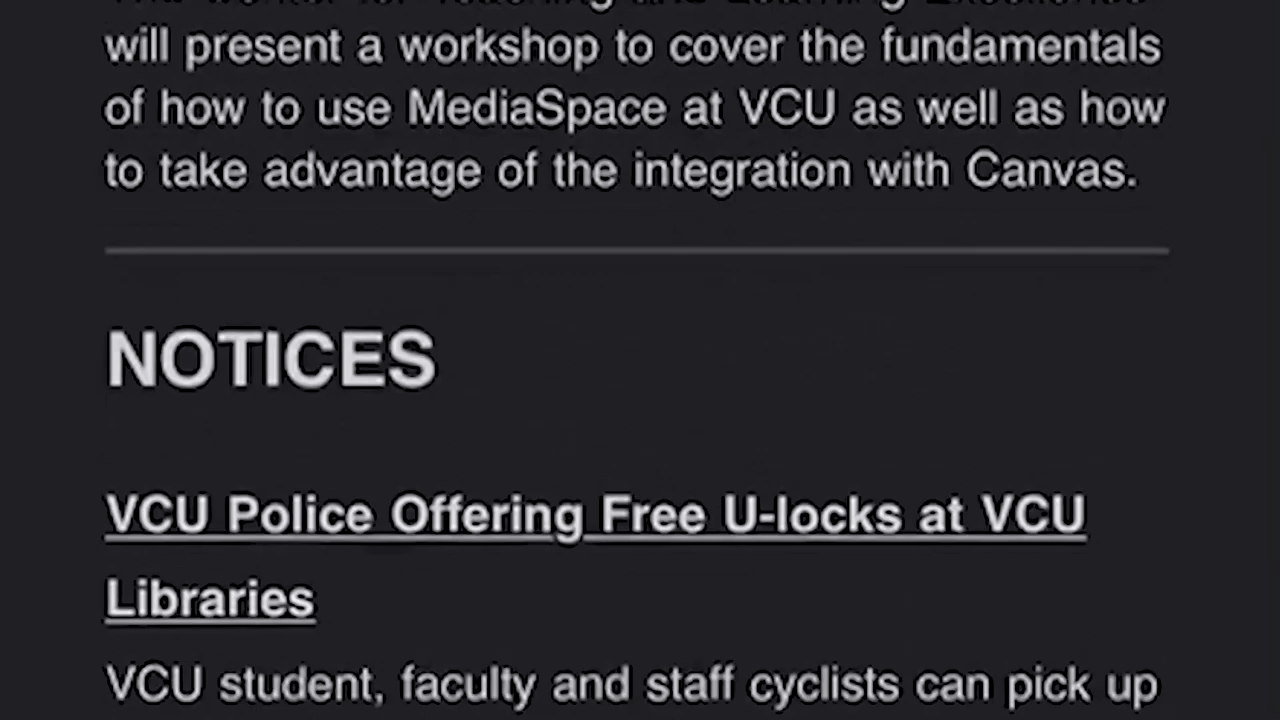 will present a workshop to cover the fundamentals
of how to use MediaSpace at VCU as well as how
to take advantage of the integration with Canvas.
NOTICES
VCU Police Offering Free U-locks at VCU
Libraries
VCU student, faculty and staff cyclists can pick up